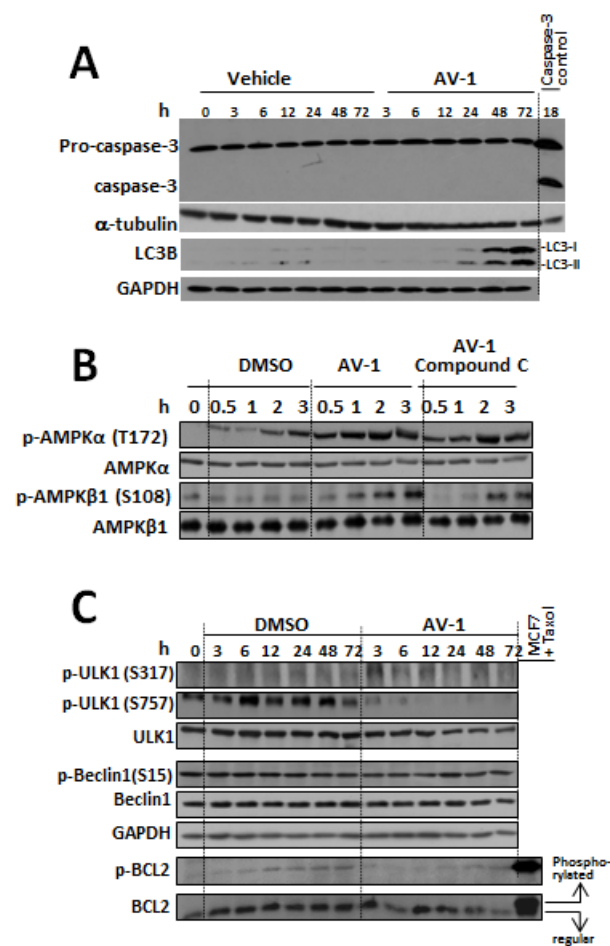 A
Vehicle AV-1 Caspase-3 control
h 0 3 6 12 24 48 72 3 6 12 24 48 72 18
Pro-caspase-3
caspase-3
α-tubulin
LC3B -LC3-I
-LC3-II
GAPDH
B
DMSO AV-1 AV-1 Compound C
h 0 0.5 1 2 3 0.5 1 2 3 0.5 1 2 3
p-AMPKα (T172)
AMPKα
p-AMPKβ1 (S108)
AMPKβ1
C
DMSO AV-1 MCF7 + Taxol
h 0 3 6 12 24 48 72 3 6 12 24 48 72
p-ULK1 (S317)
p-ULK1 (S757)
ULK1
p-Beclin1(S15)
Beclin1
GAPDH
p-BCL2 Phospho-rylated
BCL2
regular